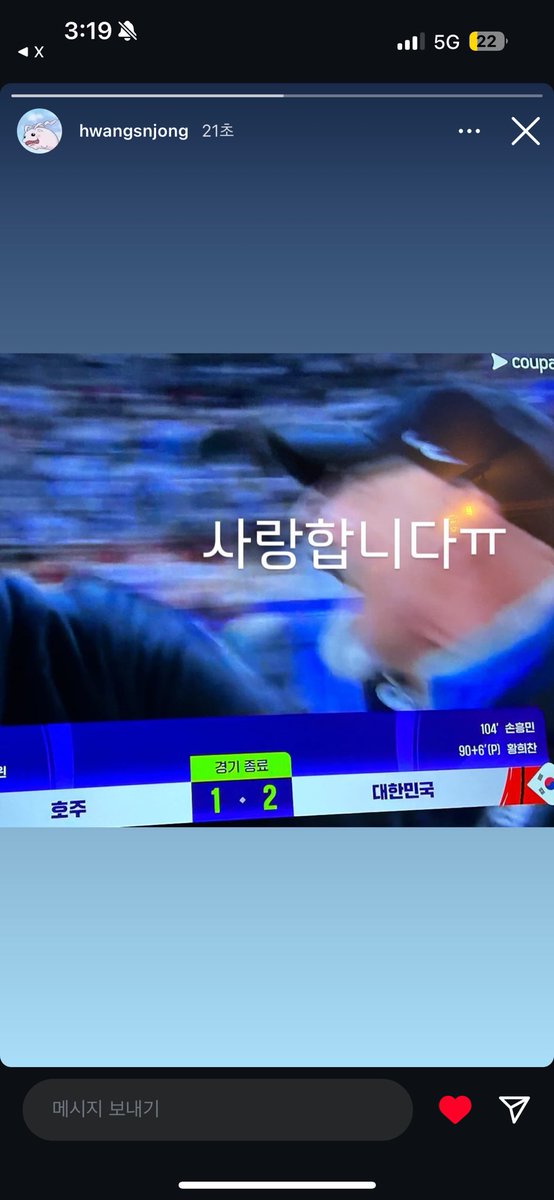 3:19
5G 22
◀ X
hwangsnjong 21초
coupa
사랑합니다ㅠ
104' 손흥민
경기 종료
90+6'(P) 황희찬
원
호주
1 - 2
대한민국
메시지 보내기